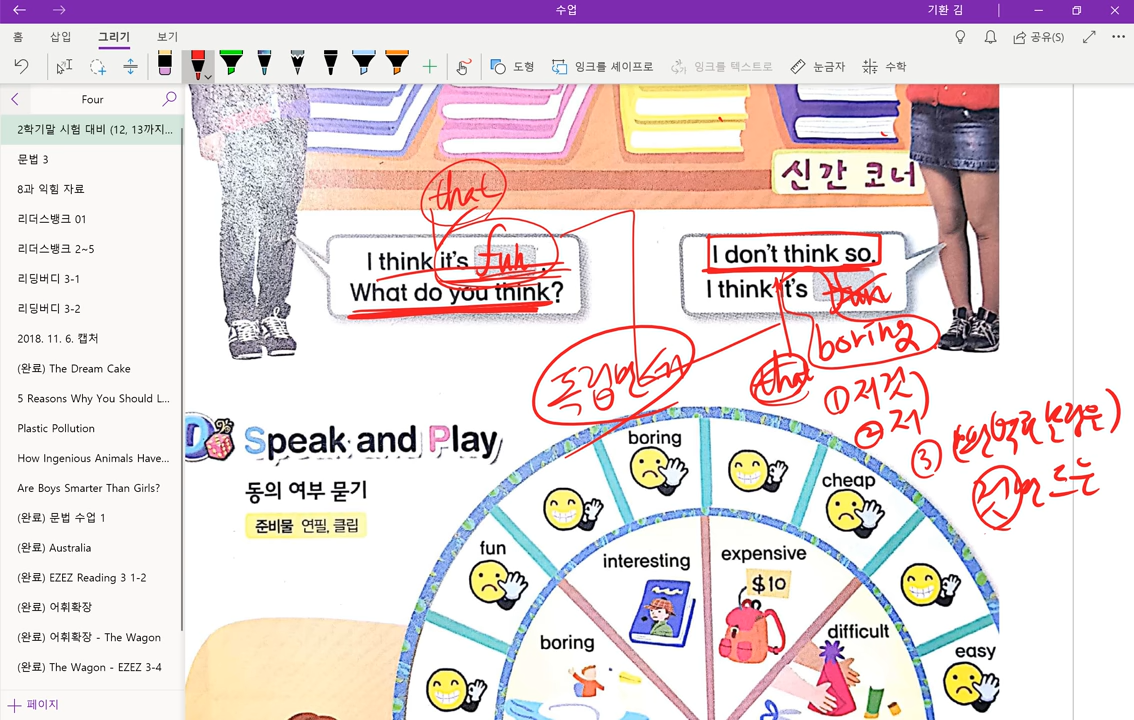 수업
기환 김
홈
삽입
그리기
보기
공유(S)
도형
잉크를 셰이프로
잉크를 텍스트로
눈금자
수학
Four
2학기말 시험 대비 (12, 13까지...
문법 3
8과 익힘 자료
리더스뱅크 01
리더스뱅크 2~5
리딩버디 3-1
리딩버디 3-2
2018. 11. 6. 캡처
(완료) The Dream Cake
5 Reasons Why You Should L...
Plastic Pollution
How Ingenious Animals Have...
Are Boys Smarter Than Girls?
(완료) 문법 수업 1
(완료) Australia
(완료) EZEZ Reading 3 1-2
(완료) 어휘확장
(완료) 어휘확장 - The Wagon
(완료) The Wagon - EZEZ 3-4
페이지
신간 코너
that
I think it's fun.
What do you think?
I don't think so.
I think it's
boring
that
① 저것
② 저
③
Speak and Play
동의 여부 묻기
준비물 연필, 클립
boring
cheap
fun
interesting
expensive
$10
boring
difficult
easy